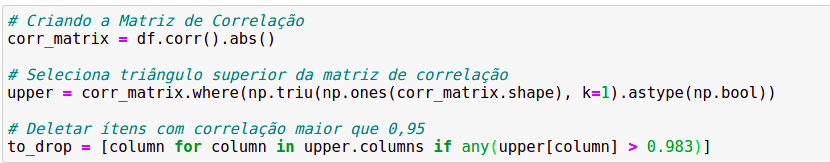 # Criando a Matriz de Correlação
corr_matrix = df.corr().abs()
# Seleciona triângulo superior da matriz de correlação
upper = corr_matrix.where(np.triu(np.ones(corr_matrix.shape), k=1).astype(np.bool))
# Deletar ítens com correlação maior que 0,95
to_drop = [column for column in upper.columns if any(upper[column] > 0.983)]